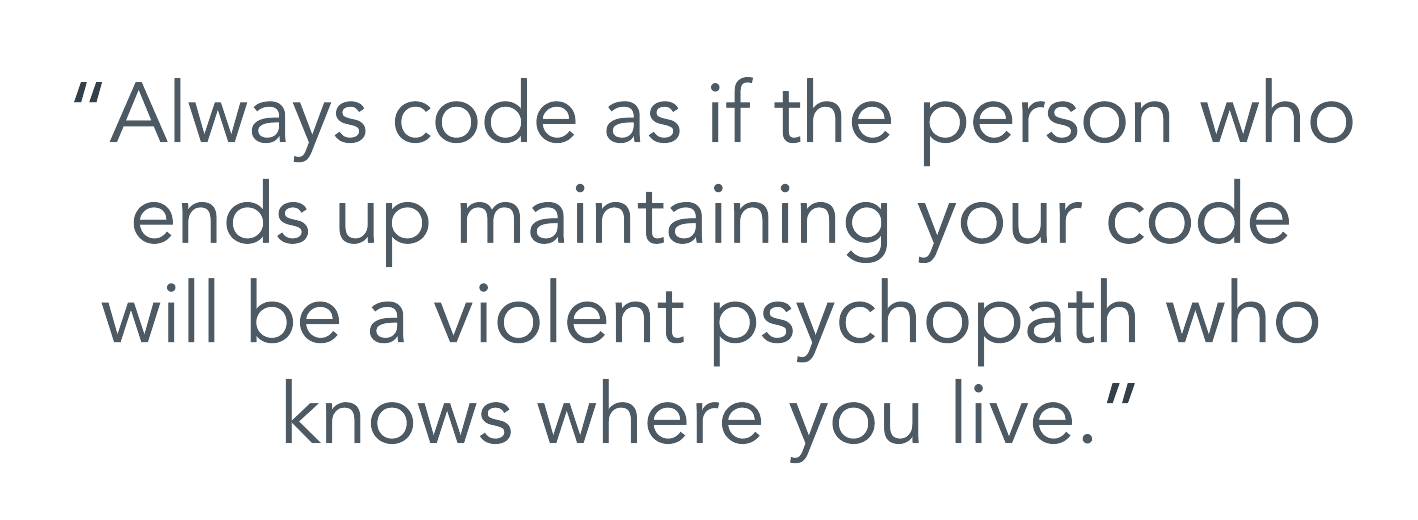 “Always code as if the person who
ends up maintaining your code
will be a violent psychopath who
knows where you live.”